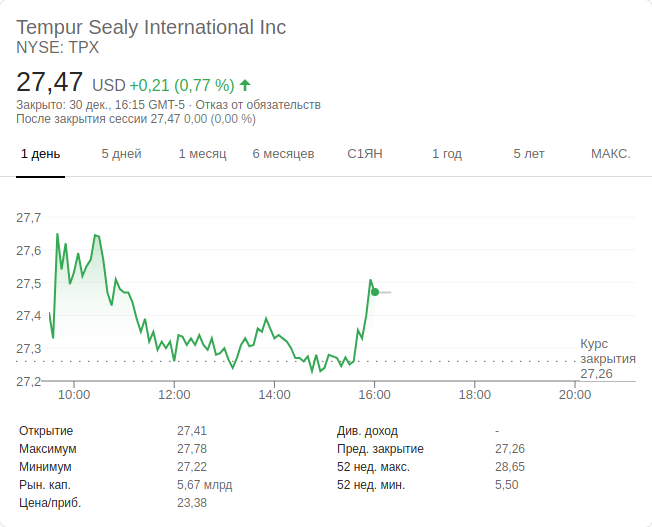 Tempur Sealy International Inc
NYSE: TPX
27,47 USD +0,21 (0,77 %)
Закрыто: 30 дек., 16:15 GMT-5 · Отказ от обязательств
После закрытия сессии 27,47 0,00 (0,00 %)
1 день 5 дней 1 месяц 6 месяцев С1ЯН 1 год 5 лет МАКС.
27,7
27,6
27,5
27,4
27,3
27,2
Курс
закрытия
27,26
10:00 12:00 14:00 16:00 18:00 20:00
Открытие 27,41 Див. доход -
Максимум 27,78 Пред. закрытие 27,26
Минимум 27,22 52 нед. макс. 28,65
Рын. кап. 5,67 млрд 52 нед. мин. 5,50
Цена/приб. 23,38